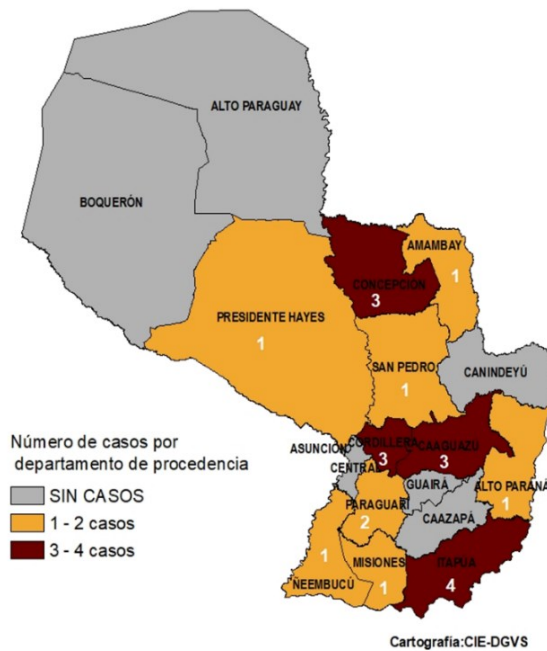 ALTO PARAGUAY
BOQUERÓN
AMAMBAY
1
CONCEPCIÓN
3
PRESIDENTE HAYES
1
SAN PEDRO
1
CANINDEYÚ
Número de casos por
departamento de procedencia
SIN CASOS
1 - 2 casos
3 - 4 casos
ASUNCIÓN
CORDILLERA
3
CAAGUAZÚ
3
CENTRAL
GUAIRÁ
ALTO PARANÁ
1
PARAGUARÍ
2
CAAZAPÁ
1
ÑEEMBUCÚ
MISIONES
1
ITAPÚA
4
Cartografia:CIE-DGVS